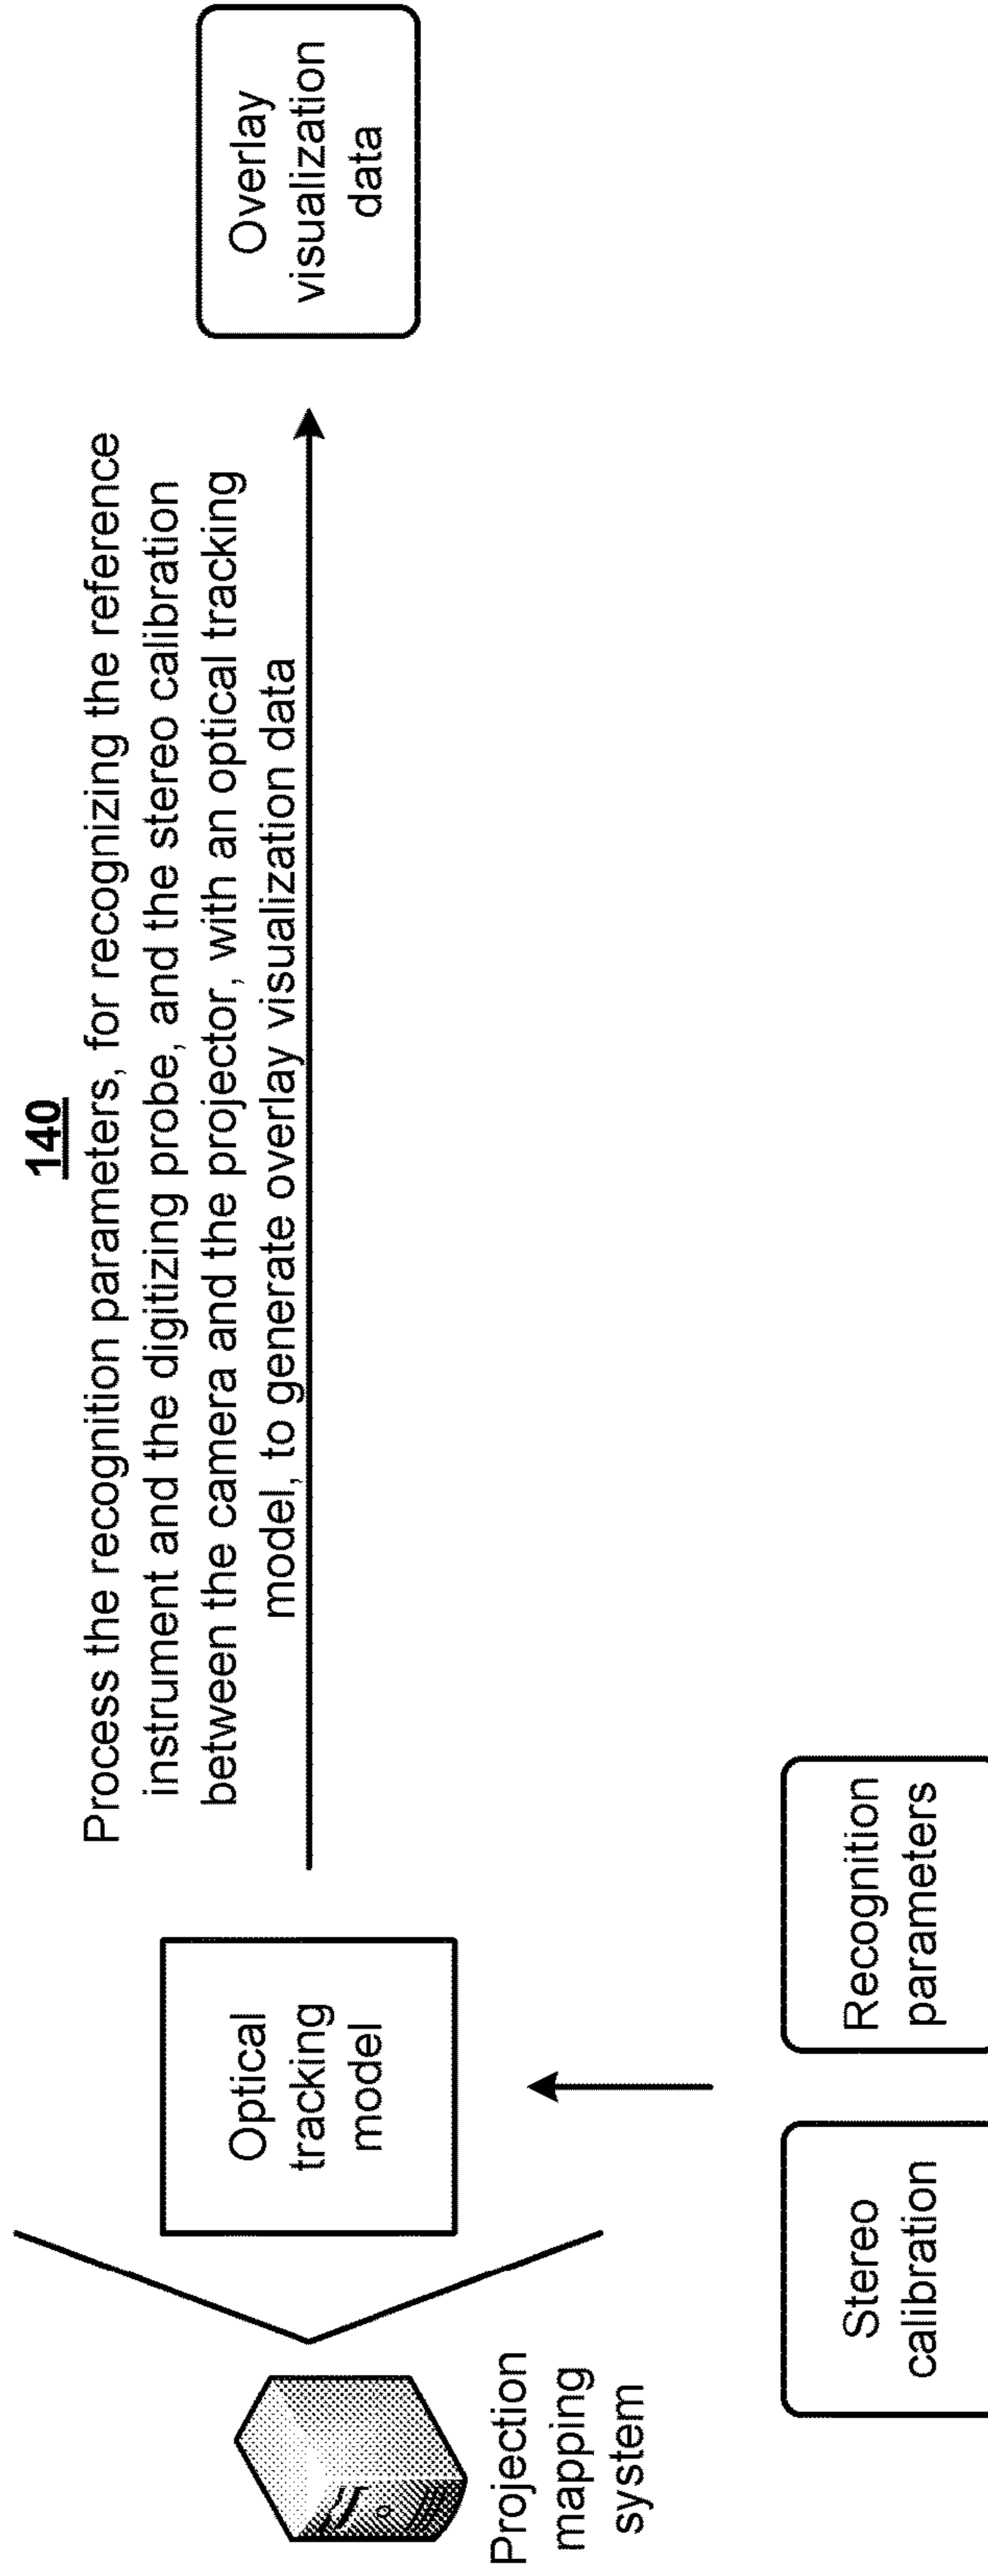 140
Process the recognition parameters, for recognizing the reference
instrument and the digitizing probe, and the stereo calibration
between the camera and the projector, with an optical tracking
model, to generate overlay visualization data
Projection
mapping
system
Optical
tracking
model
Overlay
visualization
data
Stereo
calibration
Recognition
parameters